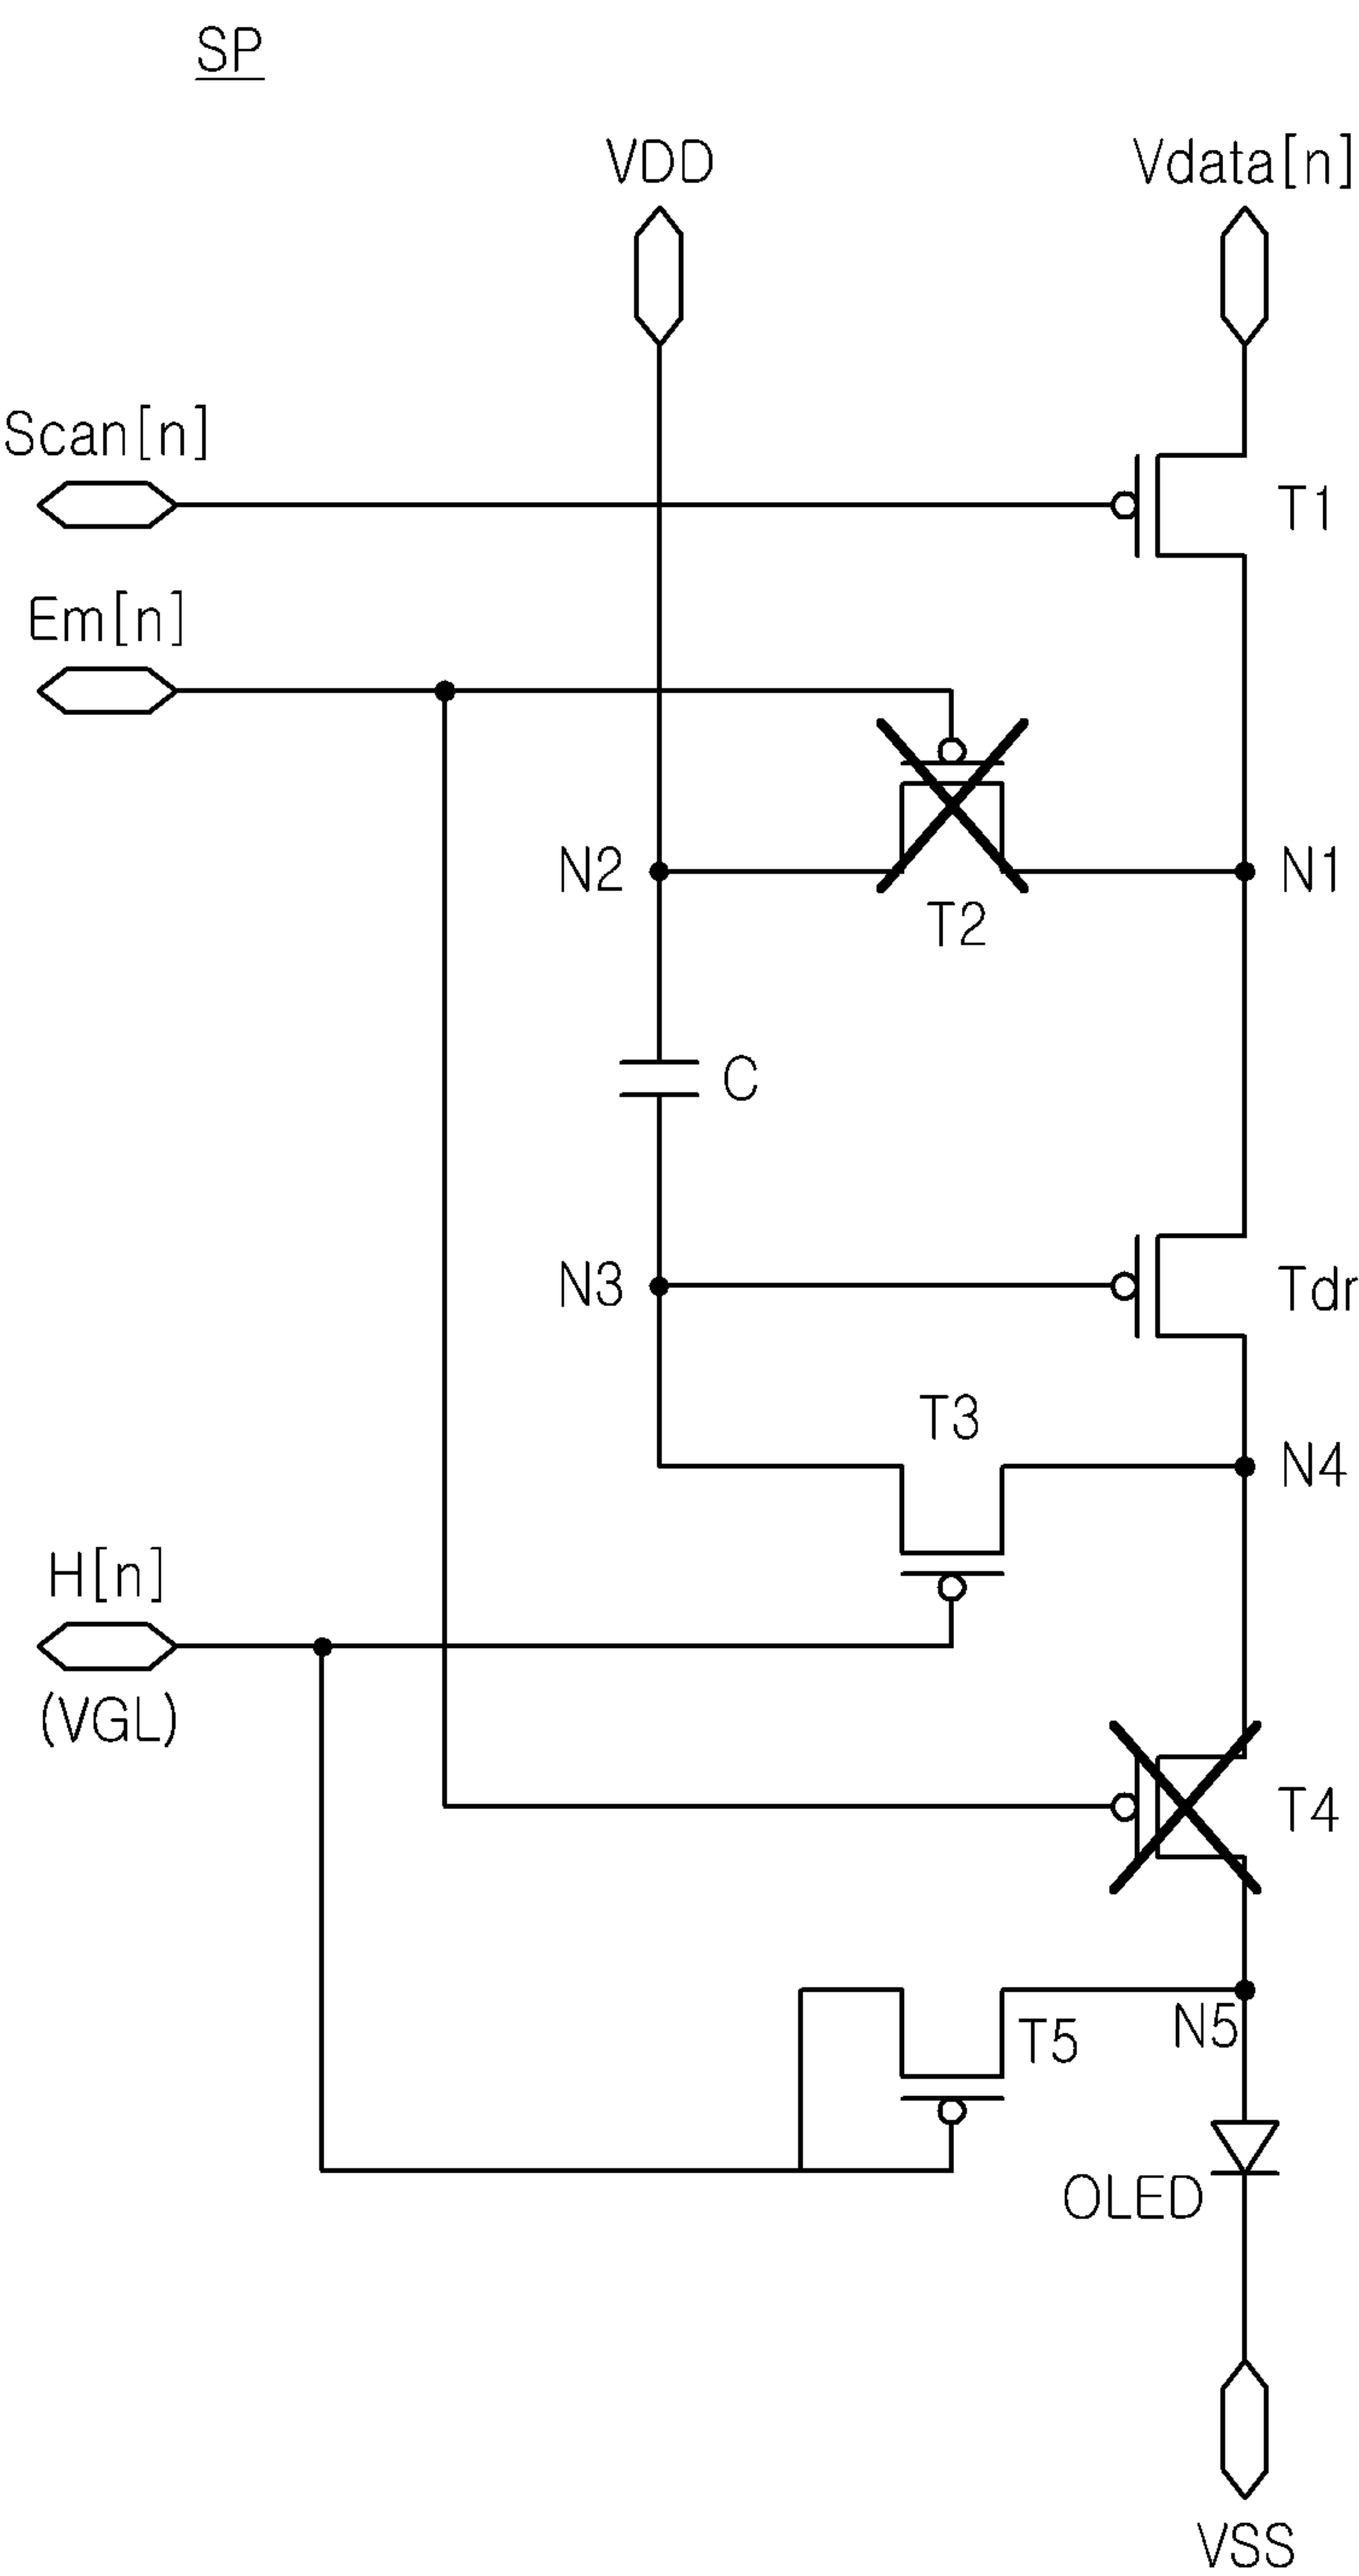 SP
VDD
Vdata[n]
Scan[n]
T1
Em[n]
N2
T2
N1
C
N3
Tdr
T3
N4
H[n]
(VGL)
T4
T5
N5
OLED
VSS